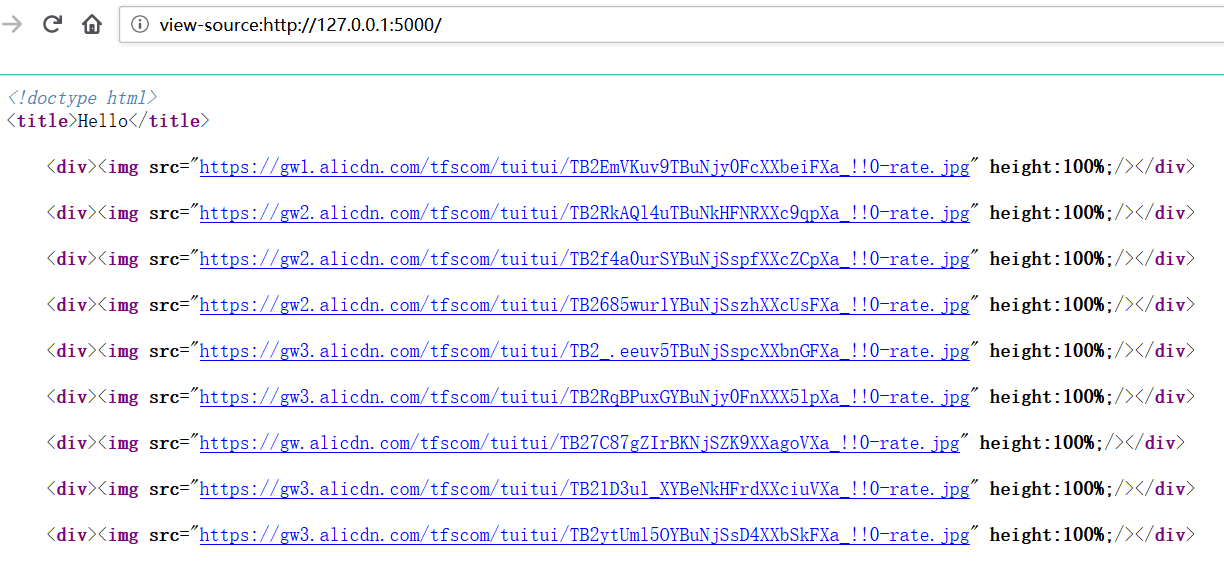 view-source:http://127.0.0.1:5000/
<!doctype html>
<title>Hello</title>
<div><img src="https://gw1.alicdn.com/tfscom/tuitui/TB2EmVKuv9TBuNjy0FcXXbeiFXa_!!0-rate.jpg" height:100%;/></div>
<div><img src="https://gw2.alicdn.com/tfscom/tuitui/TB2RkAQl4uTBuNkHFNRXXc9qpXa_!!0-rate.jpg" height:100%;/></div>
<div><img src="https://gw2.alicdn.com/tfscom/tuitui/TB2f4a0urSYBuNjSspfXXcZCpXa_!!0-rate.jpg" height:100%;/></div>
<div><img src="https://gw2.alicdn.com/tfscom/tuitui/TB2685wur1YBuNjSszhXXcUsFXa_!!0-rate.jpg" height:100%;/></div>
<div><img src="https://gw3.alicdn.com/tfscom/tuitui/TB2_.eeuv5TBuNjSspcXXbnGFXa_!!0-rate.jpg" height:100%;/></div>
<div><img src="https://gw3.alicdn.com/tfscom/tuitui/TB2RqBPuxGYBuNjy0FnXXX5lpXa_!!0-rate.jpg" height:100%;/></div>
<div><img src="https://gw.alicdn.com/tfscom/tuitui/TB27C87gZIrBKNjSZK9XXagoVXa_!!0-rate.jpg" height:100%;/></div>
<div><img src="https://gw3.alicdn.com/tfscom/tuitui/TB2lD3ul_XYBeNkHFrdXXciuVXa_!!0-rate.jpg" height:100%;/></div>
<div><img src="https://gw3.alicdn.com/tfscom/tuitui/TB2ytUml5OYBuNjSsD4XXbSkFXa_!!0-rate.jpg" height:100%;/></div>